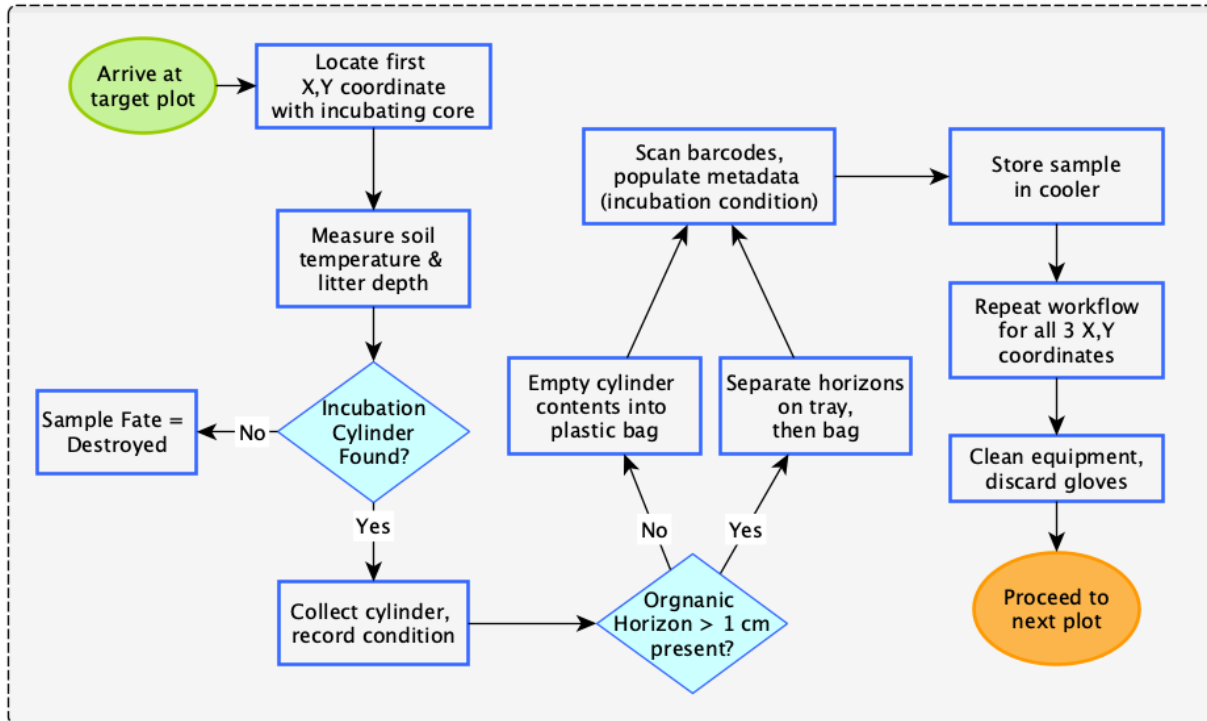 Arrive at
target plot
Locate first
X,Y coordinate
with incubating core
Measure soil
temperature &
litter depth
Incubation
Cylinder
Found?
No
Sample Fate =
Destroyed
Yes
Collect cylinder,
record condition
Orgnanic
Horizon > 1 cm
present?
No
Yes
Empty cylinder
contents into
plastic bag
Separate horizons
on tray,
then bag
Scan barcodes,
populate metadata
(incubation condition)
Store sample
in cooler
Repeat workflow
for all 3 X,Y
coordinates
Clean equipment,
discard gloves
Proceed to
next plot